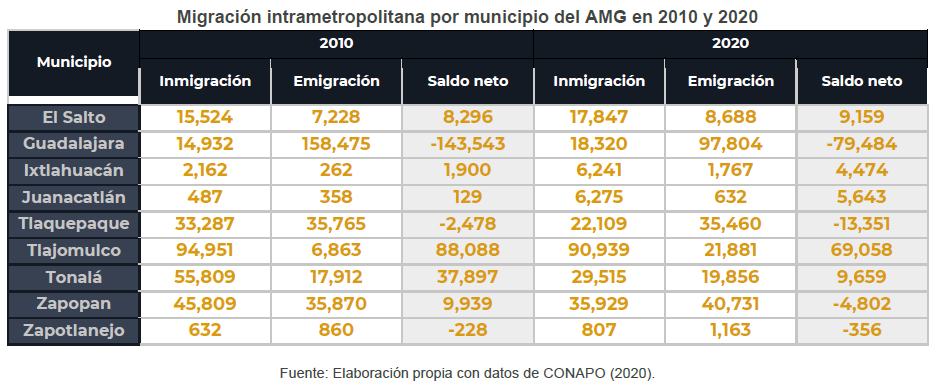 Migración intrametropolitana por municipio del AMG en 2010 y 2020
Municipio 2010 2020
Inmigración Emigración Saldo neto Inmigración Emigración Saldo neto
El Salto 15,524 7,228 8,296 17,847 8,688 9,159
Guadalajara 14,932 158,475 -143,543 18,320 97,804 -79,484
Ixtlahuacán 2,162 262 1,900 6,241 1,767 4,474
Juanacatlán 487 358 129 6,275 632 5,643
Tlaquepaque 33,287 35,765 -2,478 22,109 35,460 -13,351
Tlajomulco 94,951 6,863 88,088 90,939 21,881 69,058
Tonalá 55,809 17,912 37,897 29,515 19,856 9,659
Zapopan 45,809 35,870 9,939 35,929 40,731 -4,802
Zapotlanejo 632 860 -228 807 1,163 -356
Fuente: Elaboración propia con datos de CONAPO (2020).